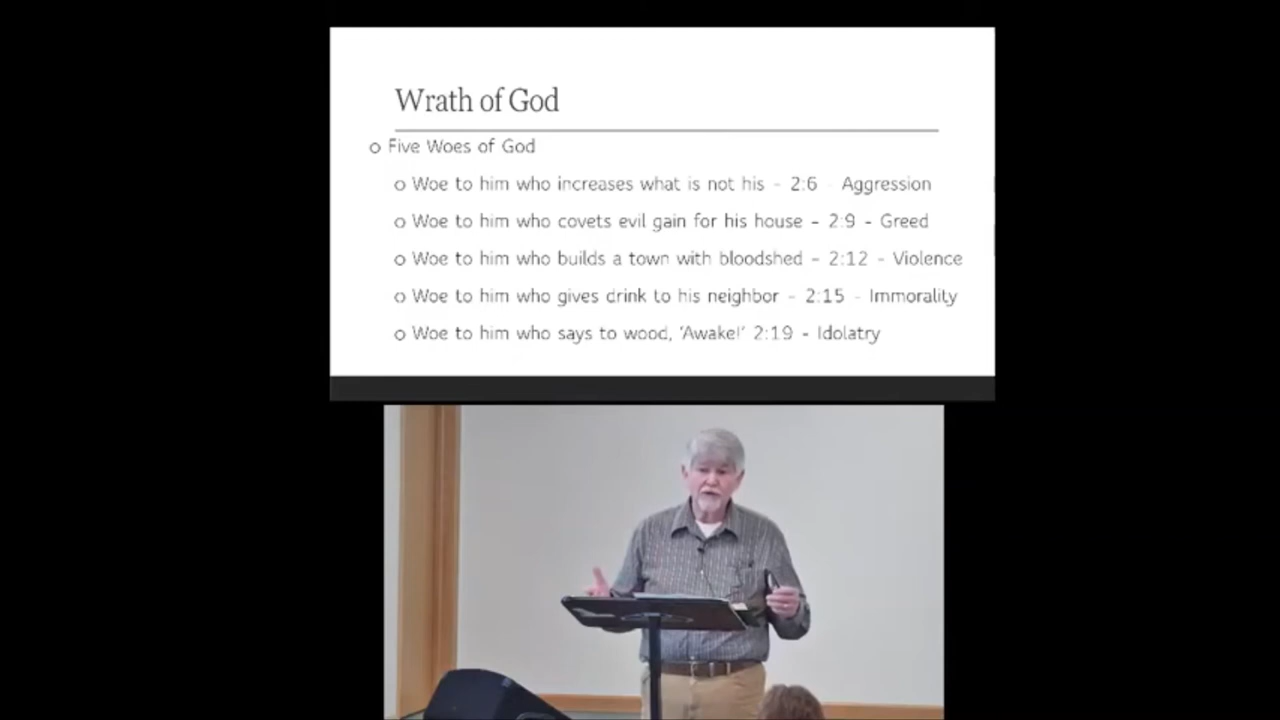 Wrath of God
Five Woes of God
Woe to him who increases what is not his - 2:6 - Aggression
Woe to him who covets evil gain for his house - 2:9 - Greed
Woe to him who builds a town with bloodshed - 2:12 - Violence
Woe to him who gives drink to his neighbor - 2:15 - Immorality
Woe to him who says to wood, 'Awake!' 2:19 - Idolatry